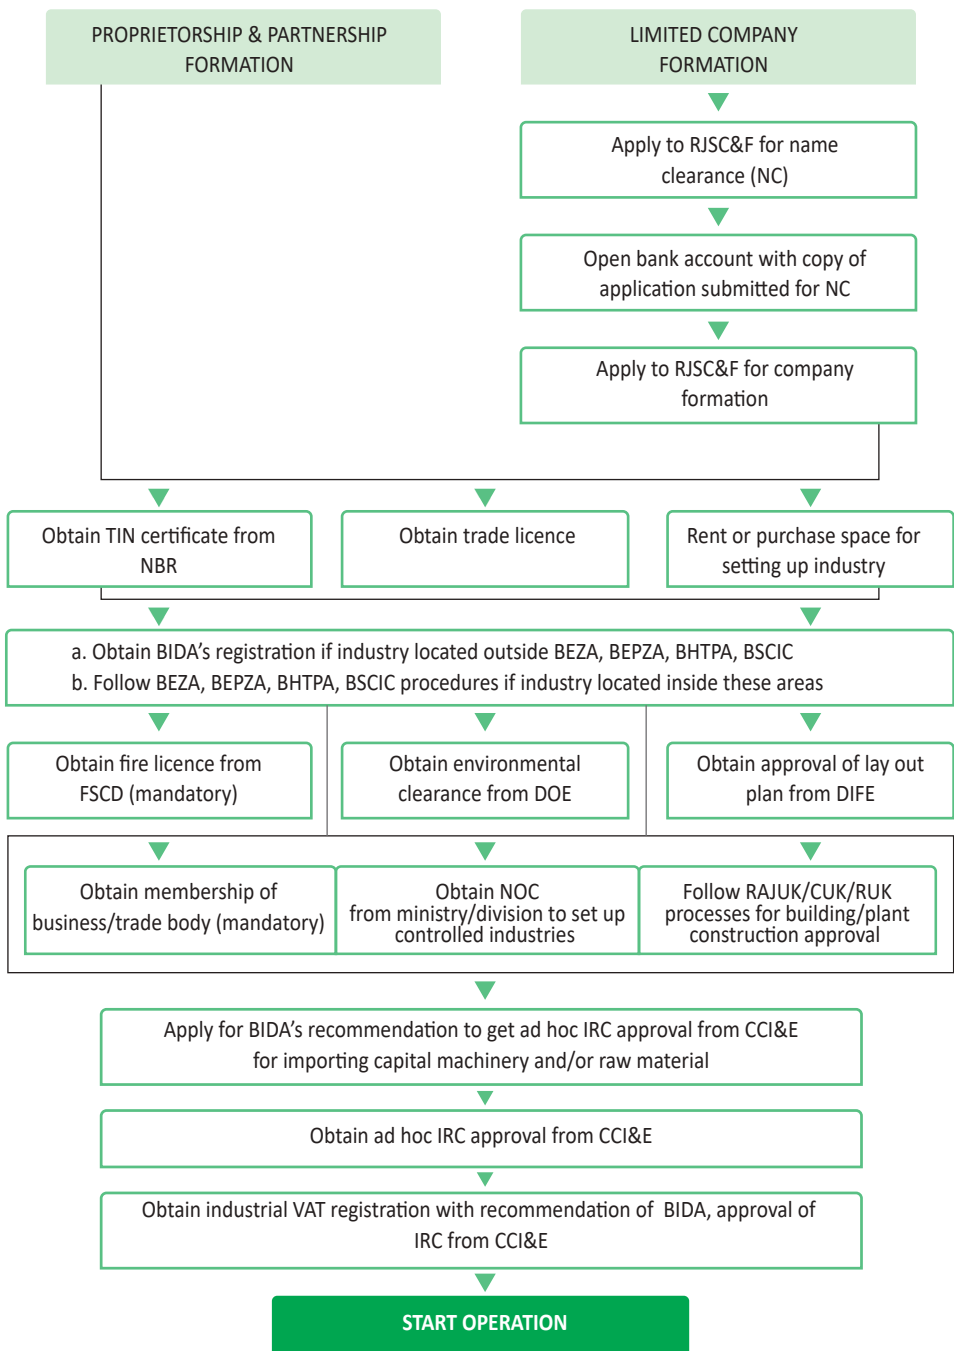 PROPRIETORSHIP & PARTNERSHIP
FORMATION
LIMITED COMPANY
FORMATION
Apply to RJSC&F for name
clearance (NC)
Open bank account with copy of
application submitted for NC
Apply to RJSC&F for company
formation
Obtain TIN certificate from
NBR
Obtain trade licence
Rent or purchase space for
setting up industry
a. Obtain BIDA’s registration if industry located outside BEZA, BEPZA, BHTPA, BSCIC
b. Follow BEZA, BEPZA, BHTPA, BSCIC procedures if industry located inside these areas
Obtain fire licence from
FSCD (mandatory)
Obtain environmental
clearance from DOE
Obtain approval of lay out
plan from DIFE
Obtain membership of
business/trade body (mandatory)
Obtain NOC
from ministry/division to set up
controlled industries
Follow RAJUK/CUK/RUK
processes for building/plant
construction approval
Apply for BIDA’s recommendation to get ad hoc IRC approval from CCI&E
for importing capital machinery and/or raw material
Obtain ad hoc IRC approval from CCI&E
Obtain industrial VAT registration with recommendation of BIDA, approval of
IRC from CCI&E
START OPERATION